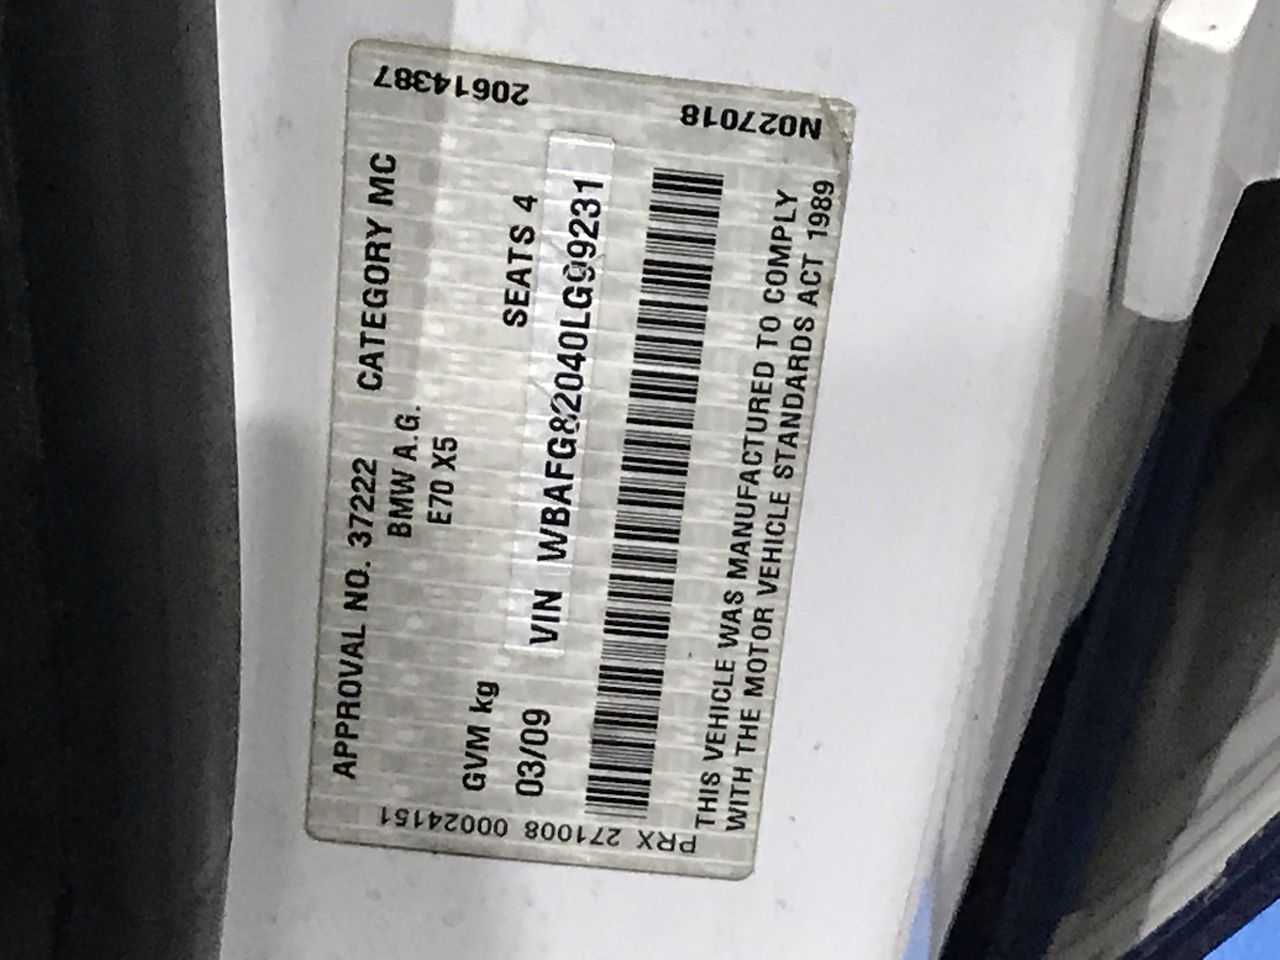 APPROVAL NO. 37222 CATEGORY MC
BMW A.G.
E70 X5
GVM kg SEATS 4
03/09 VIN WBAFG82040LG99231
THIS VEHICLE WAS MANUFACTURED TO COMPLY
WITH THE MOTOR VEHICLE STANDARDS ACT 1989
20614387 N027018
PRX 271008 00024151